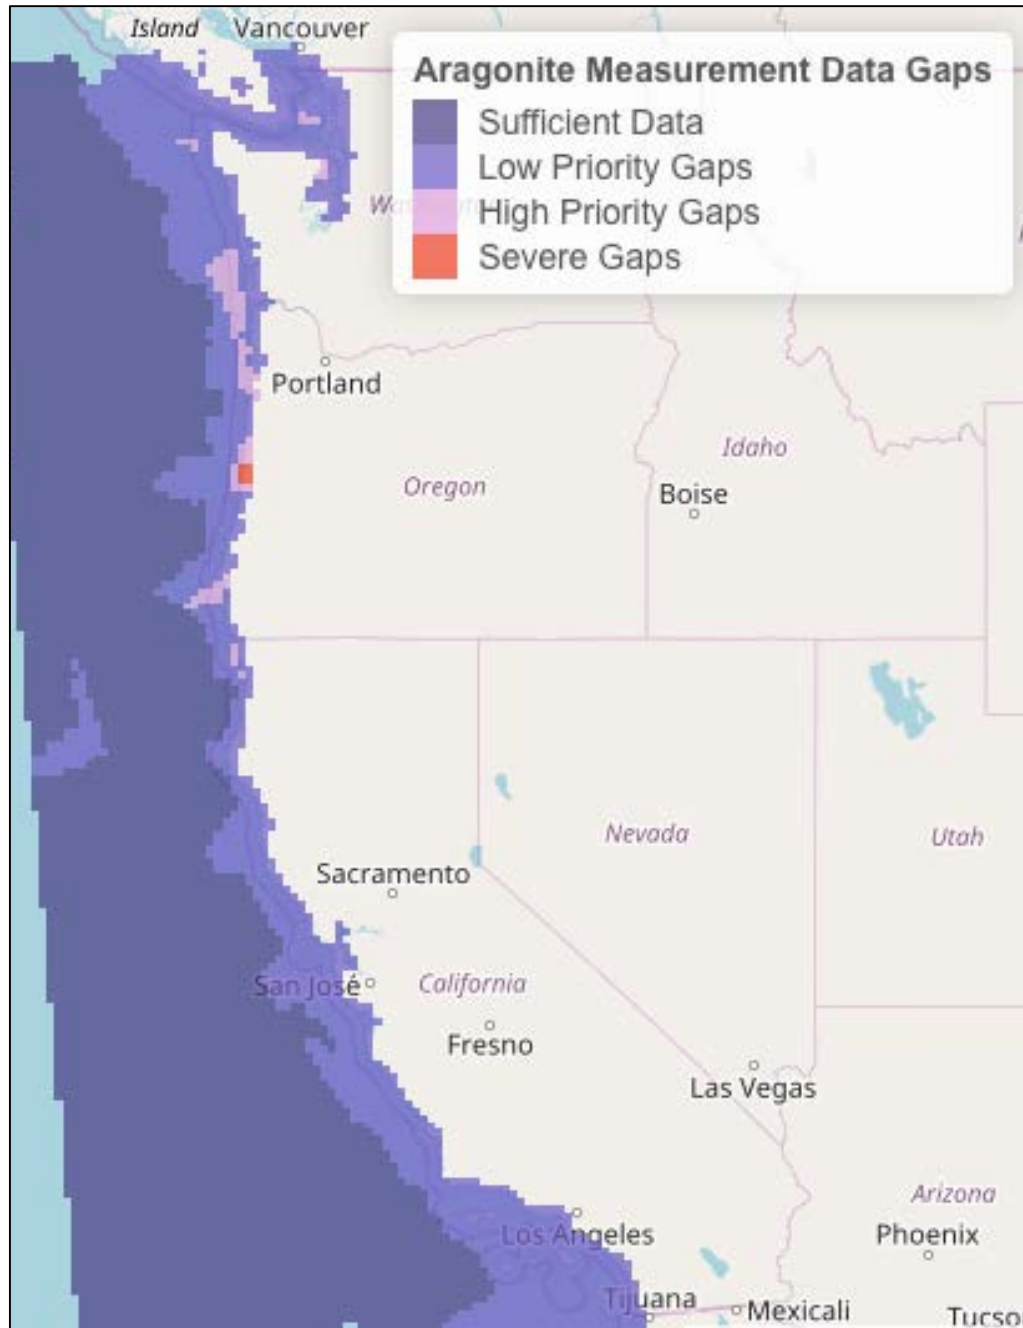 Island Vancouver
Aragonite Measurement Data Gaps
Sufficient Data
Low Priority Gaps
High Priority Gaps
Severe Gaps
Portland
Idaho
Oregon
Boise
Nevada
Utah
Sacramento
San José
California
Fresno
Las Vegas
Arizona
Los Angeles
Phoenix
Tijuana
Mexicali
Tucso